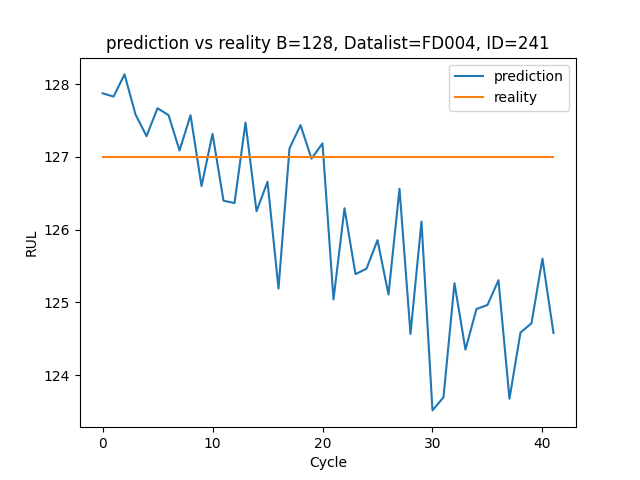 prediction vs reality B=128, Datalist=FD004, ID=241
prediction
reality
128
127
126
125
124
RUL
0
10
20
30
40
Cycle